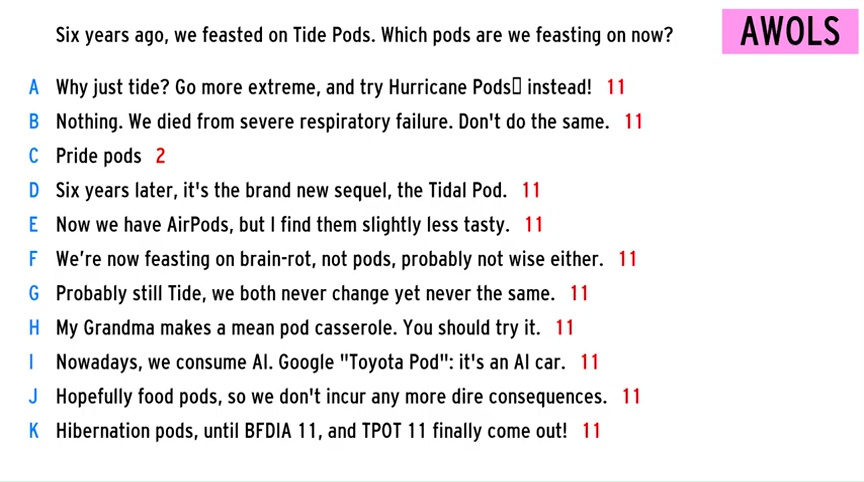 Six years ago, we feasted on Tide Pods. Which pods are we feasting on now?
AWOLS
A Why just tide? Go more extreme, and try Hurricane Pods▯ instead! 11
B Nothing. We died from severe respiratory failure. Don't do the same. 11
C Pride pods 2
D Six years later, it's the brand new sequel, the Tidal Pod. 11
E Now we have AirPods, but I find them slightly less tasty. 11
F We’re now feasting on brain-rot, not pods, probably not wise either. 11
G Probably still Tide, we both never change yet never the same. 11
H My Grandma makes a mean pod casserole. You should try it. 11
I Nowadays, we consume AI. Google "Toyota Pod": it's an AI car. 11
J Hopefully food pods, so we don't incur any more dire consequences. 11
K Hibernation pods, until BFDIA 11, and TPOT 11 finally come out! 11